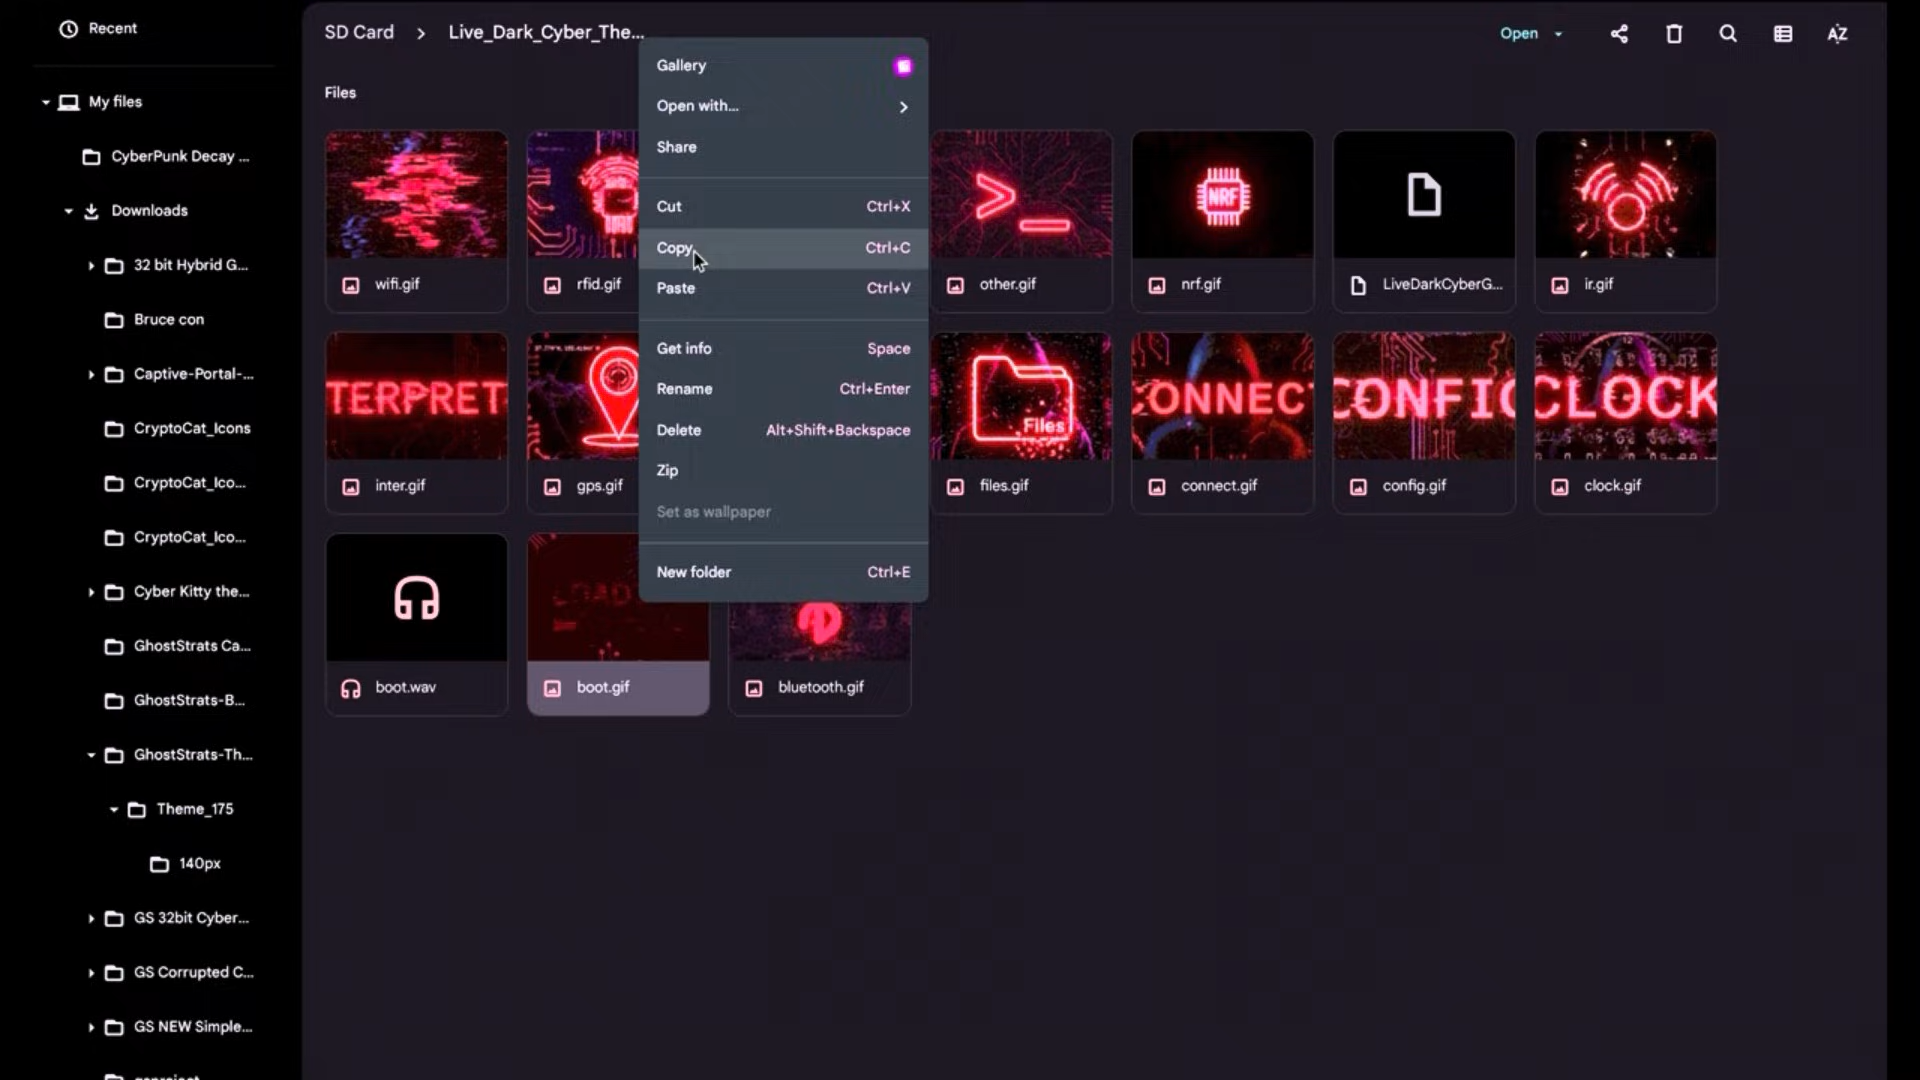 Recent
My files
CyberPunk Decay ...
Downloads
32 bit Hybrid G...
Bruce con
Captive-Portal-...
CryptoCat_Icons
CryptoCat_Ico...
CryptoCat_Ico...
Cyber Kitty the...
GhostStrats Ca...
GhostStrats-B...
GhostStrats-Th...
Theme_175
140px
GS 32bit Cyber...
GS Corrupted C...
GS NEW Simple...
SD Card
Live_Dark_Cyber_The...
Open
AZ
Files
Gallery
Open with...
Share
Cut Ctrl+X
Copy Ctrl+C
Paste Ctrl+V
Get info Space
Rename Ctrl+Enter
Delete Alt+Shift+Backspace
Zip
Set as wallpaper
New folder Ctrl+E
>_
NRF
wifi.gif
rfid.gif
other.gif
nrf.gif
LiveDarkCyberG...
ir.gif
TERPRET
Files
CONNECT
CONFIG
CLOCK
inter.gif
gps.gif
files.gif
connect.gif
config.gif
clock.gif
LOAD
boot.wav
boot.gif
bluetooth.gif